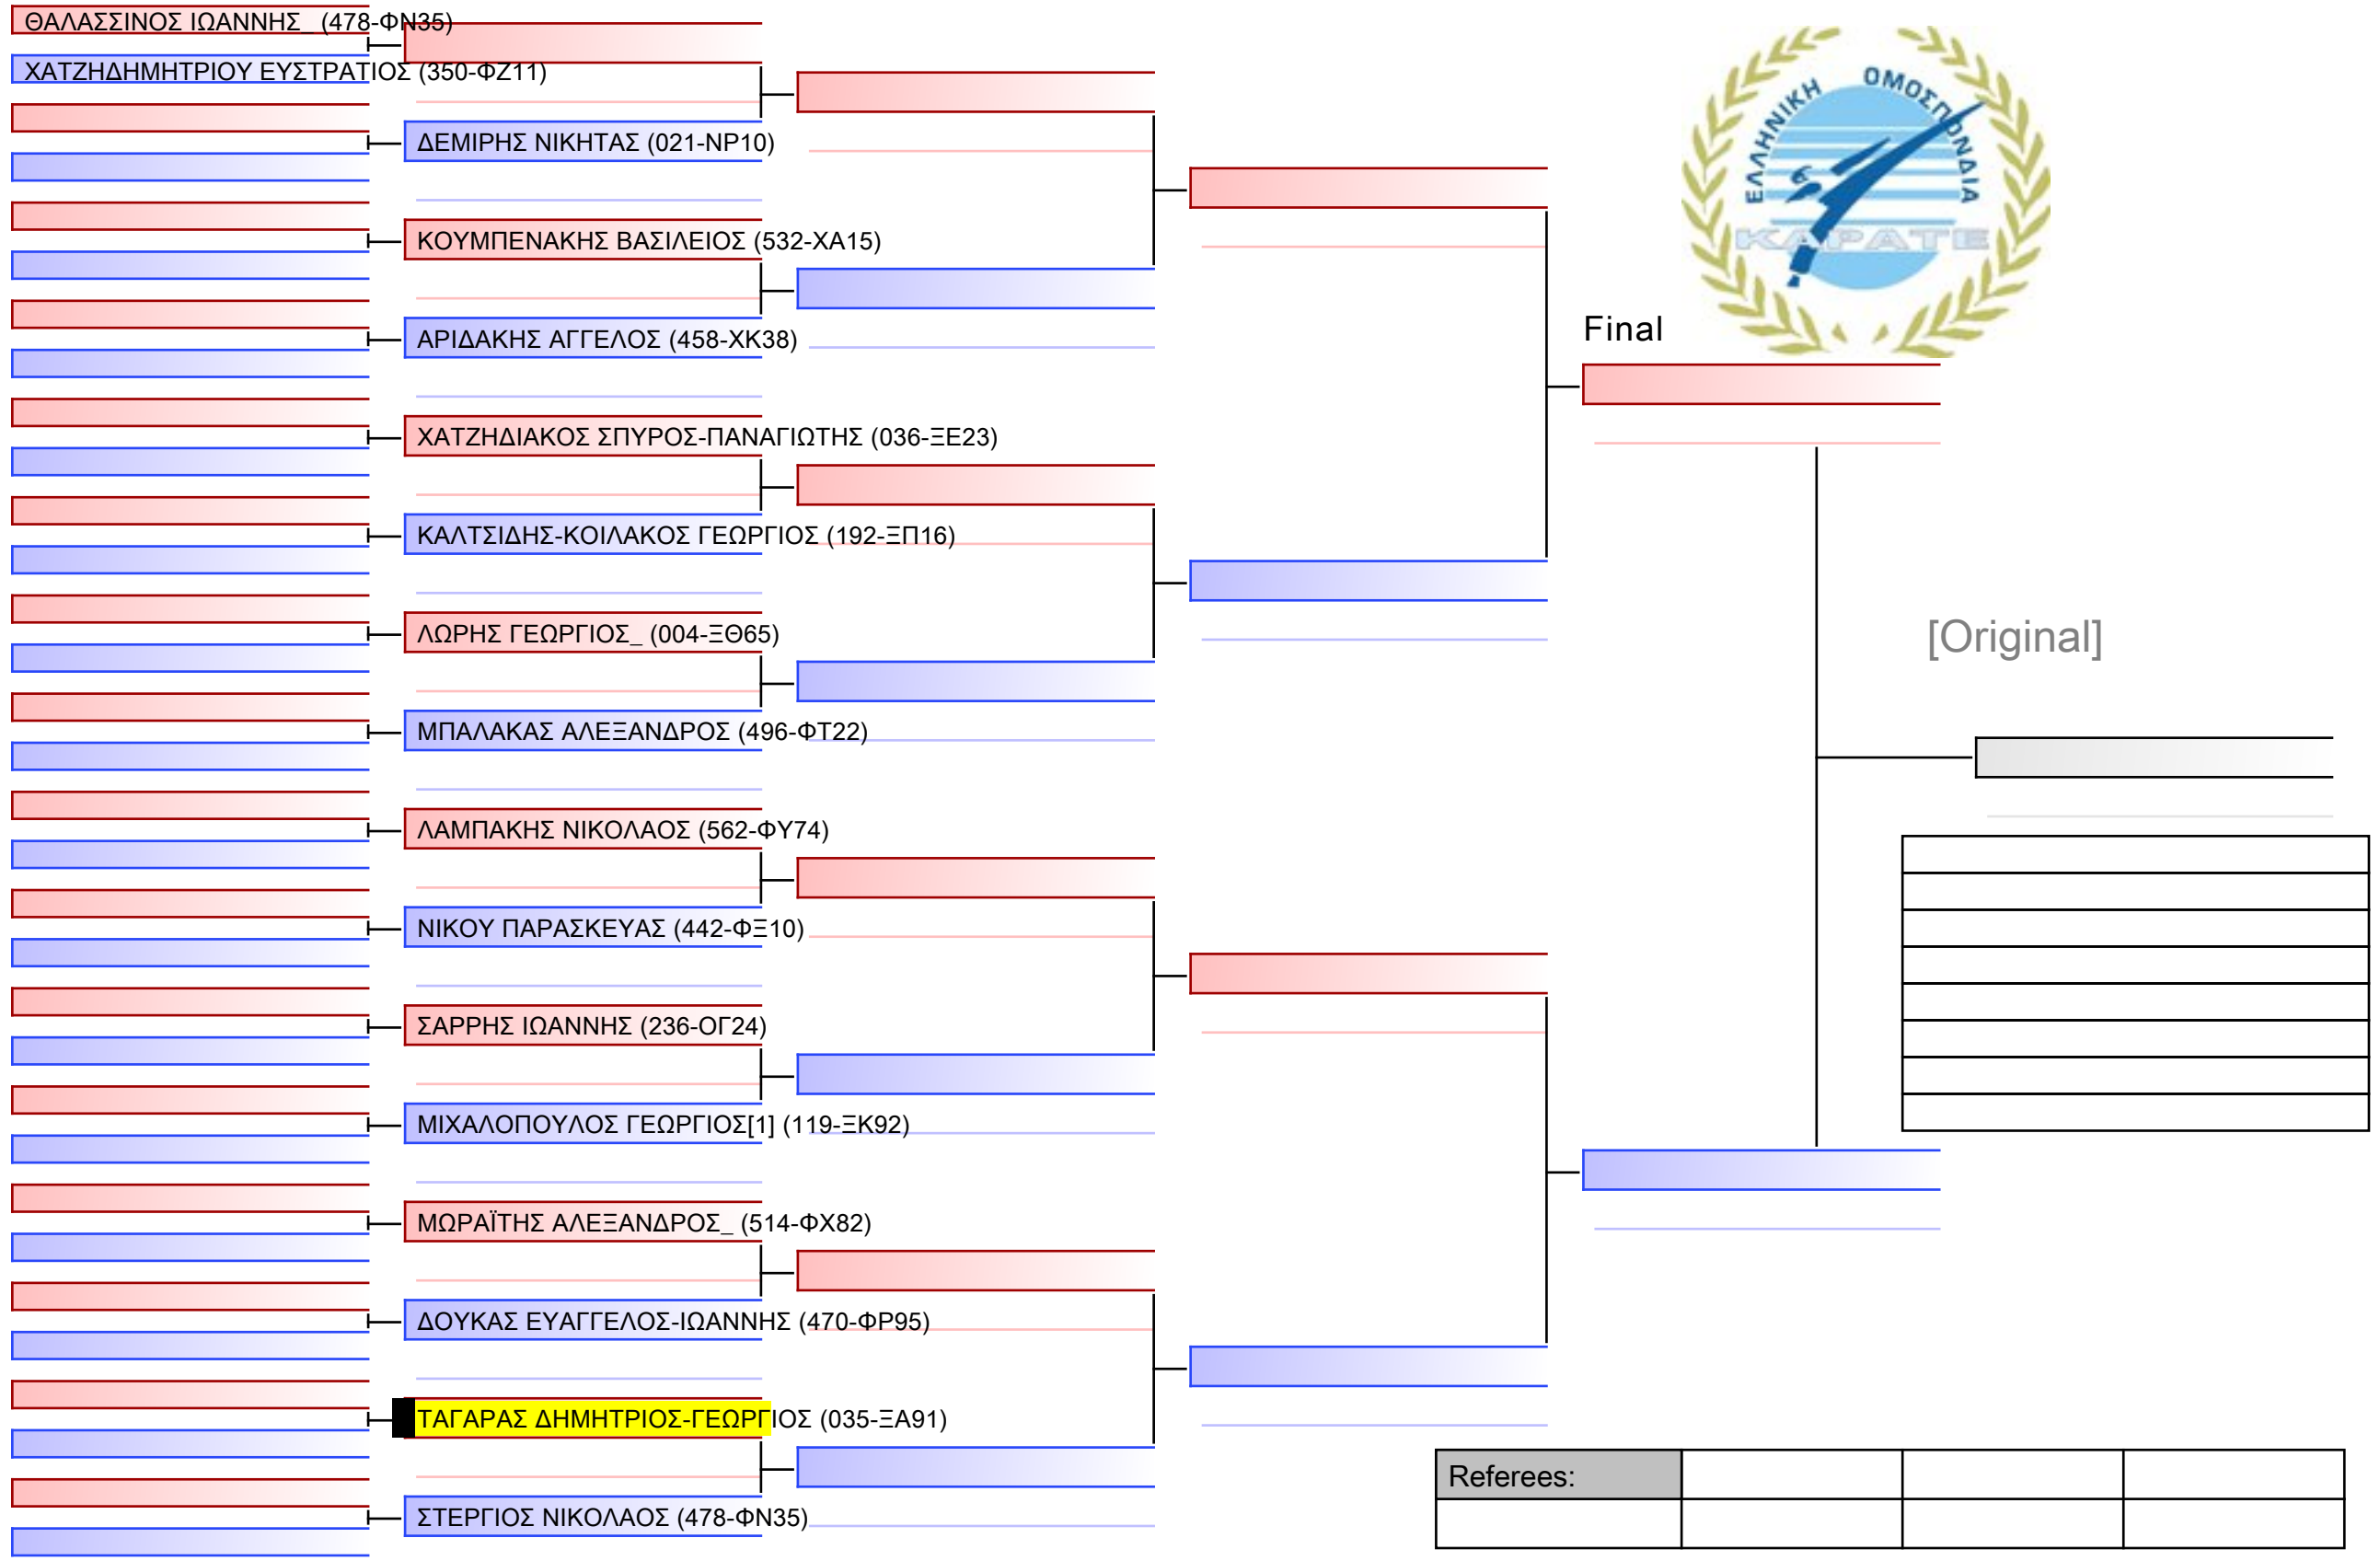 ΘΑΛΑΣΣΙΝΟΣ ΙΩΑΝΝΗΣ_ (478-ΦΝ35)
ΧΑΤΖΗΔΗΜΗΤΡΙΟΥ ΕΥΣΤΡΑΤΙΟΣ (350-ΦΖ11)
ΔΕΜΙΡΗΣ ΝΙΚΗΤΑΣ (021-ΝΡ10)
ΚΟΥΜΠΕΝΑΚΗΣ ΒΑΣΙΛΕΙΟΣ (532-ΧΑ15)
ΑΡΙΔΑΚΗΣ ΑΓΓΕΛΟΣ (458-ΧΚ38)
ΧΑΤΖΗΔΙΑΚΟΣ ΣΠΥΡΟΣ-ΠΑΝΑΓΙΩΤΗΣ (036-ΞΕ23)
ΚΑΛΤΣΙΔΗΣ-ΚΟΙΛΑΚΟΣ ΓΕΩΡΓΙΟΣ (192-ΞΠ16)
ΛΩΡΗΣ ΓΕΩΡΓΙΟΣ_ (004-ΞΘ65)
ΜΠΑΛΑΚΑΣ ΑΛΕΞΑΝΔΡΟΣ (496-ΦΤ22)
ΛΑΜΠΑΚΗΣ ΝΙΚΟΛΑΟΣ (562-ΦΥ74)
ΝΙΚΟΥ ΠΑΡΑΣΚΕΥΑΣ (442-ΦΞ10)
ΣΑΡΡΗΣ ΙΩΑΝΝΗΣ (236-ΟΓ24)
ΜΙΧΑΛΟΠΟΥΛΟΣ ΓΕΩΡΓΙΟΣ[1] (119-ΞΚ92)
ΜΩΡΑΪΤΗΣ ΑΛΕΞΑΝΔΡΟΣ_ (514-ΦΧ82)
ΔΟΥΚΑΣ ΕΥΑΓΓΕΛΟΣ-ΙΩΑΝΝΗΣ (470-ΦΡ95)
ΤΑΓΑΡΑΣ ΔΗΜΗΤΡΙΟΣ-ΓΕΩΡΓΙΟΣ (035-ΞΑ91)
ΣΤΕΡΓΙΟΣ ΝΙΚΟΛΑΟΣ (478-ΦΝ35)
ΕΛΛΗΝΙΚΗ ΟΜΟΣΠΟΝΔΙΑ
ΚΑΡΑΤΕ
Final
[Original]
Referees: